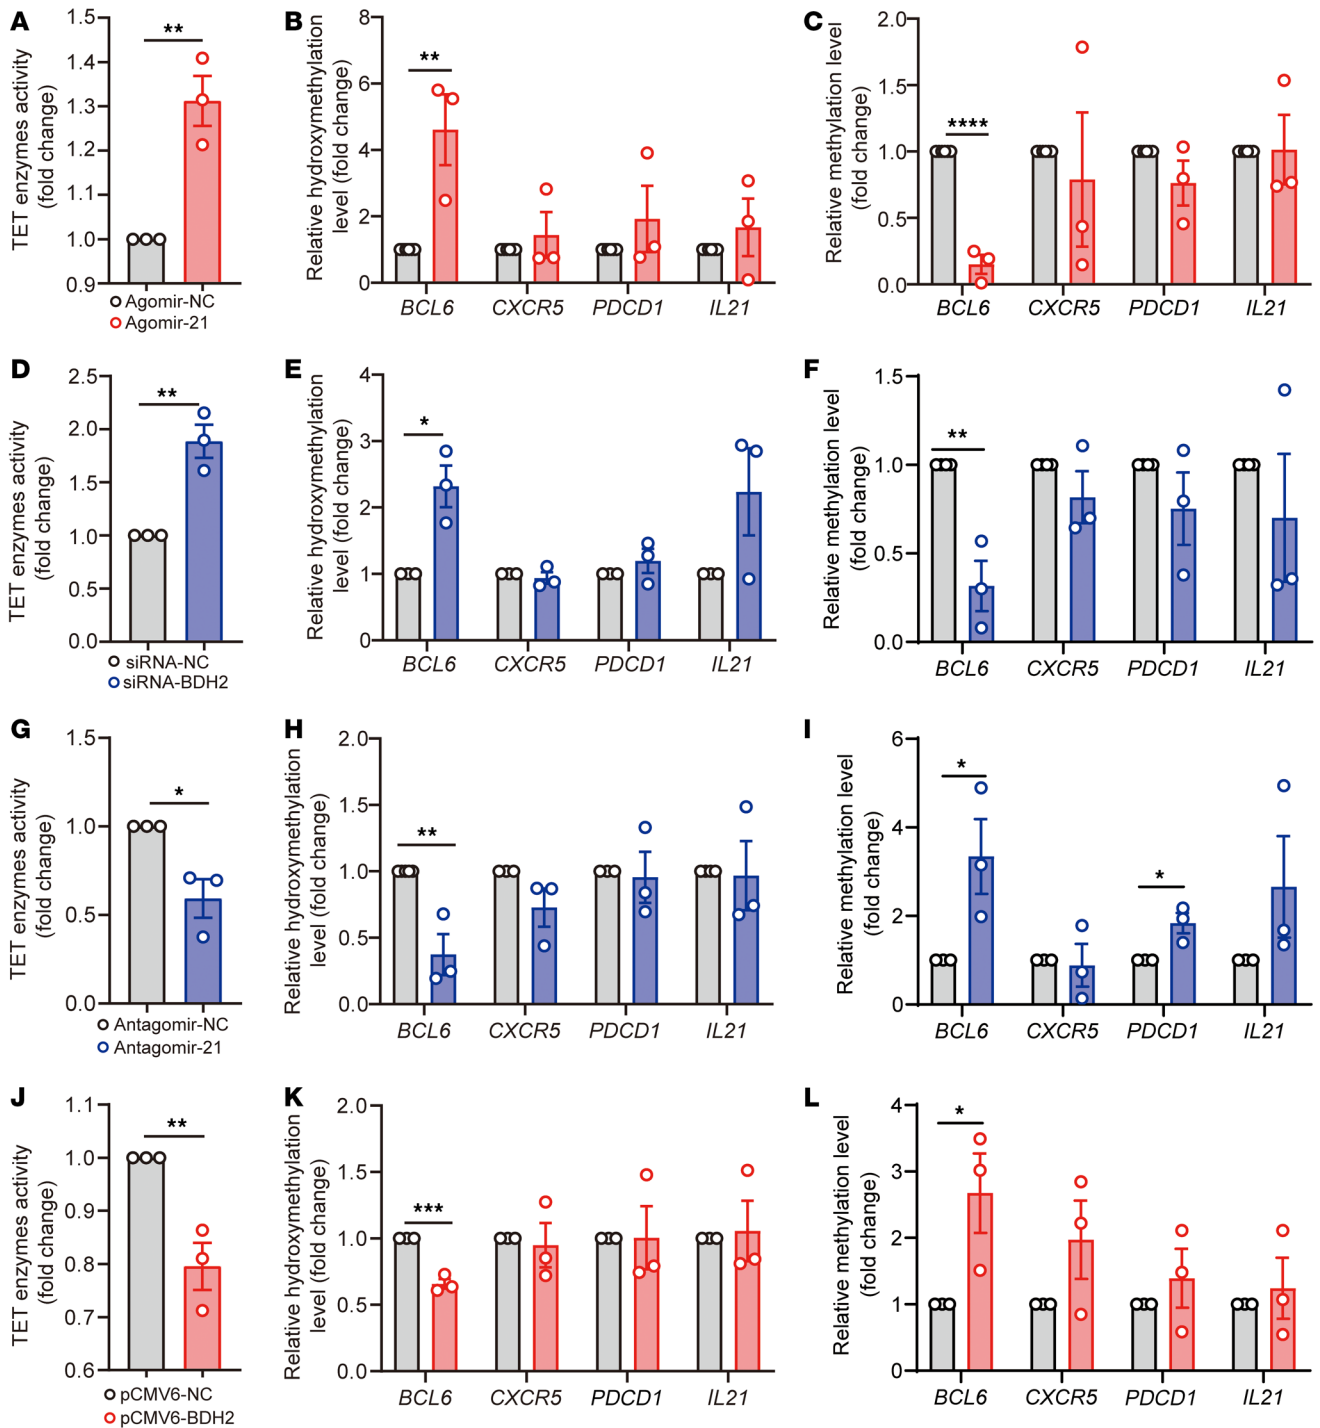 A
TET enzymes activity
(fold change)
1.5
1.4
1.3
1.2
1.1
1.0
0.9
**
Agomir-NC
Agomir-21
B
Relative hydroxymethylation
level (fold change)
8
6
4
2
0
**
BCL6 CXCR5 PDCD1 IL21
C
Relative methylation level
(fold change)
2.0
1.5
1.0
0.5
0.0
****
BCL6 CXCR5 PDCD1 IL21
D
TET enzymes activity
(fold change)
2.5
2.0
1.5
1.0
0.5
0.0
**
siRNA-NC
siRNA-BDH2
E
Relative hydroxymethylation
level (fold change)
4
3
2
1
0
*
BCL6 CXCR5 PDCD1 IL21
F
Relative methylation level
(fold change)
1.5
1.0
0.5
0.0
**
BCL6 CXCR5 PDCD1 IL21
G
TET enzymes activity
(fold change)
1.5
1.0
0.5
0.0
*
Antagomir-NC
Antagomir-21
H
Relative hydroxymethylation
level (fold change)
2.0
1.5
1.0
0.5
0.0
**
BCL6 CXCR5 PDCD1 IL21
I
Relative methylation level
(fold change)
6
4
2
0
*
*
BCL6 CXCR5 PDCD1 IL21
J
TET enzymes activity
(fold change)
1.1
1.0
0.9
0.8
0.7
0.6
**
pCMV6-NC
pCMV6-BDH2
K
Relative hydroxymethylation
level (fold change)
2.0
1.5
1.0
0.5
0.0
***
BCL6 CXCR5 PDCD1 IL21
L
Relative methylation level
(fold change)
4
3
2
1
0
*
BCL6 CXCR5 PDCD1 IL21